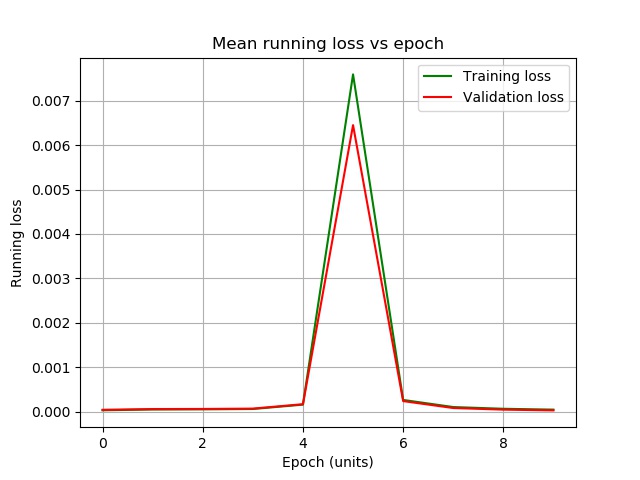 Mean running loss vs epoch
Training loss
Validation loss
0.007
0.006
0.005
0.004
0.003
0.002
0.001
0.000
Running loss
0 2 4 6 8
Epoch (units)